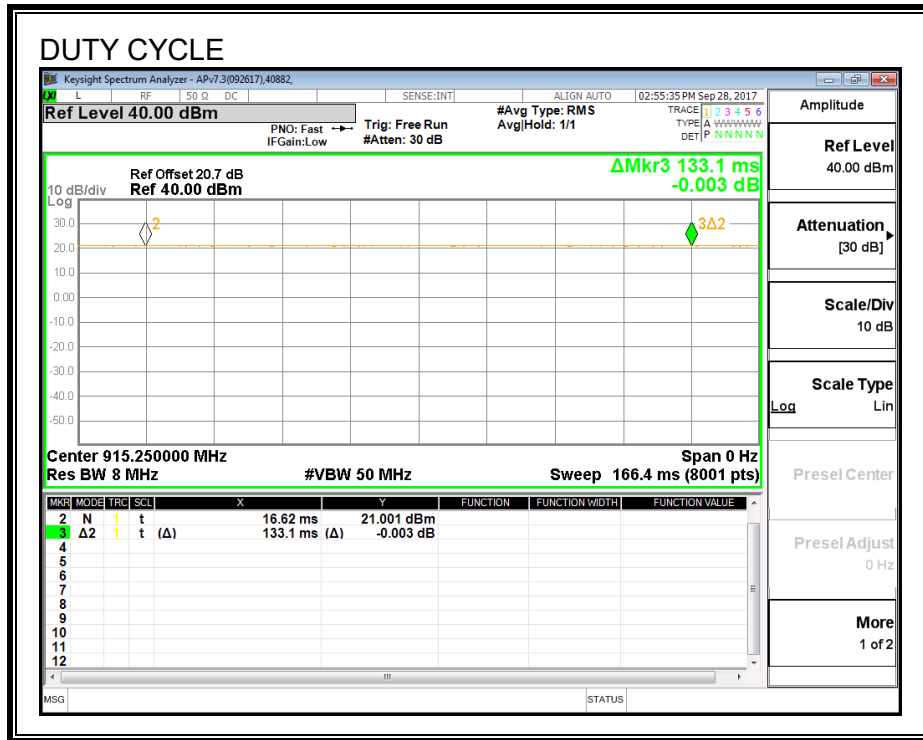 DUTY CYCLE
Keysight Spectrum Analyzer - APv7.3(092617),40882,
LXI L RF 50 Ω DC SENSE:INT ALIGN AUTO 02:55:35 PM Sep 28, 2017
Ref Level 40.00 dBm
PNO: Fast
IFGain:Low
Trig: Free Run
#Atten: 30 dB
#Avg Type: RMS
Avg|Hold: 1/1
TRACE 1 2 3 4 5 6
TYPE A WWWWW
DET P N N N N N
ΔMkr3 133.1 ms
-0.003 dB
10 dB/div
Log
Ref Offset 20.7 dB
Ref 40.00 dBm
2
3Δ2
30.0
20.0
10.0
0.00
-10.0
-20.0
-30.0
-40.0
-50.0
Center 915.250000 MHz Span 0 Hz
Res BW 8 MHz #VBW 50 MHz Sweep 166.4 ms (8001 pts)
MKR MODE TRC SCL X Y FUNCTION FUNCTION WIDTH FUNCTION VALUE
2 N 1 t 16.62 ms 21.001 dBm
3 Δ2 1 t (Δ) 133.1 ms (Δ) -0.003 dB
4
5
6
7
8
9
10
11
12
MSG STATUS
Amplitude
Ref Level
40.00 dBm
Attenuation
[30 dB]
Scale/Div
10 dB
Scale Type
Log Lin
Presel Center
Presel Adjust
0 Hz
More
1 of 2